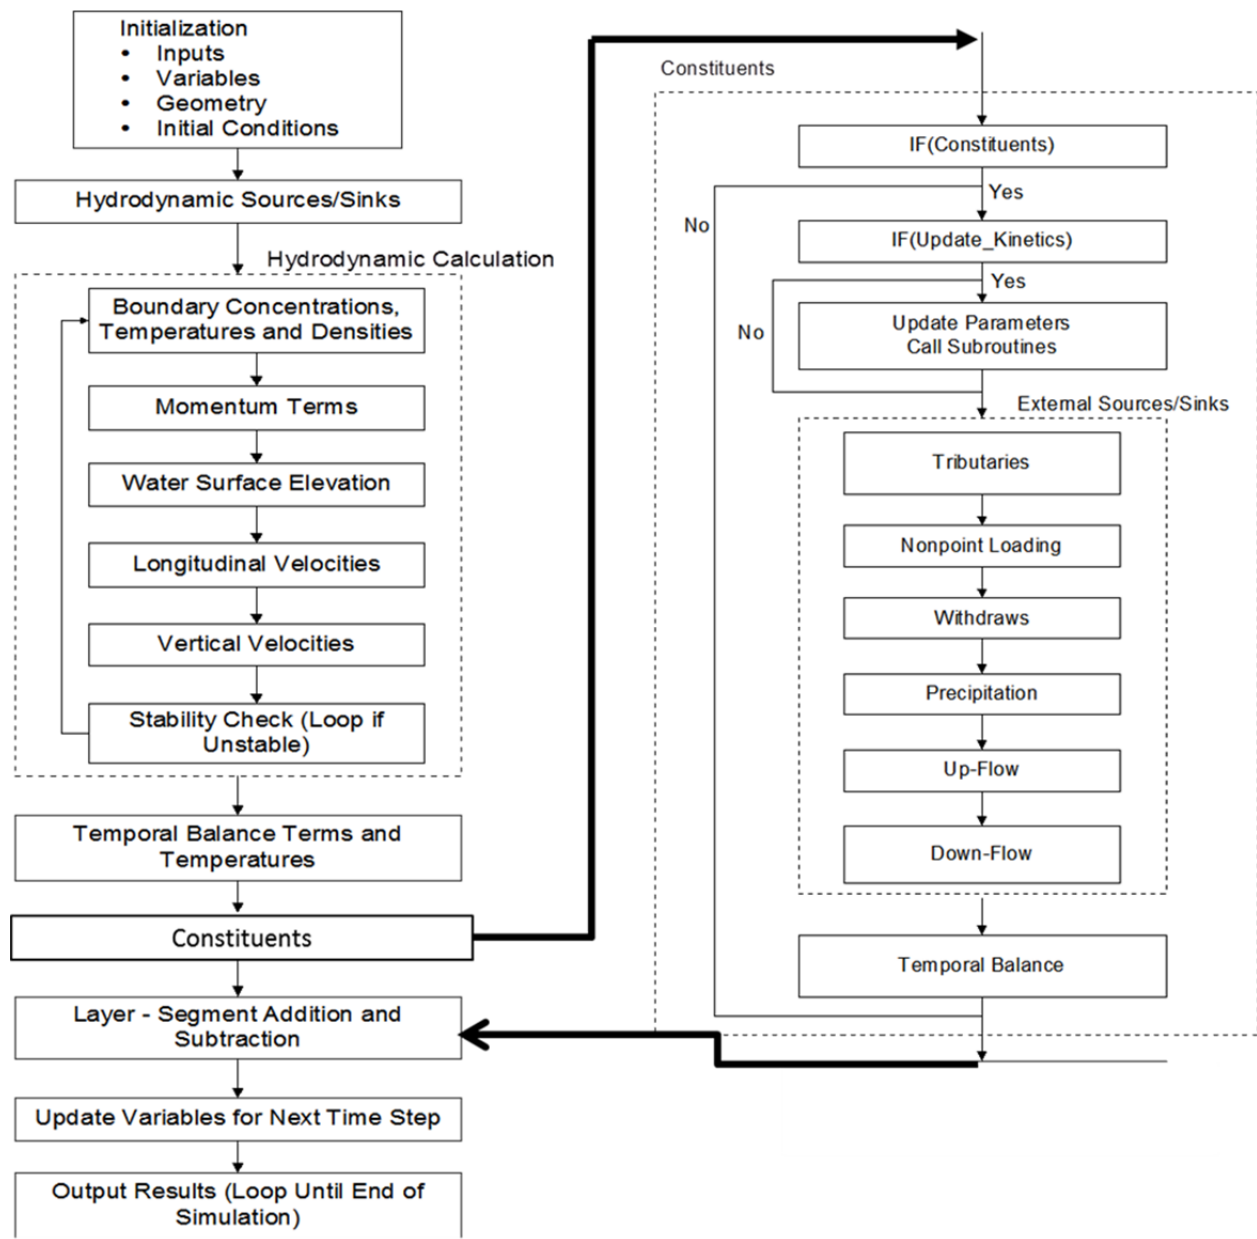 Initialization
• Inputs
• Variables
• Geometry
• Initial Conditions
Hydrodynamic Sources/Sinks
Hydrodynamic Calculation
Boundary Concentrations,
Temperatures and Densities
Momentum Terms
Water Surface Elevation
Longitudinal Velocities
Vertical Velocities
Stability Check (Loop if
Unstable)
Temporal Balance Terms and
Temperatures
Constituents
Layer - Segment Addition and
Subtraction
Update Variables for Next Time Step
Output Results (Loop Until End of
Simulation)
Constituents
IF(Constituents)
Yes
No
IF(Update_Kinetics)
Yes
No
Update Parameters
Call Subroutines
External Sources/Sinks
Tributaries
Nonpoint Loading
Withdraws
Precipitation
Up-Flow
Down-Flow
Temporal Balance